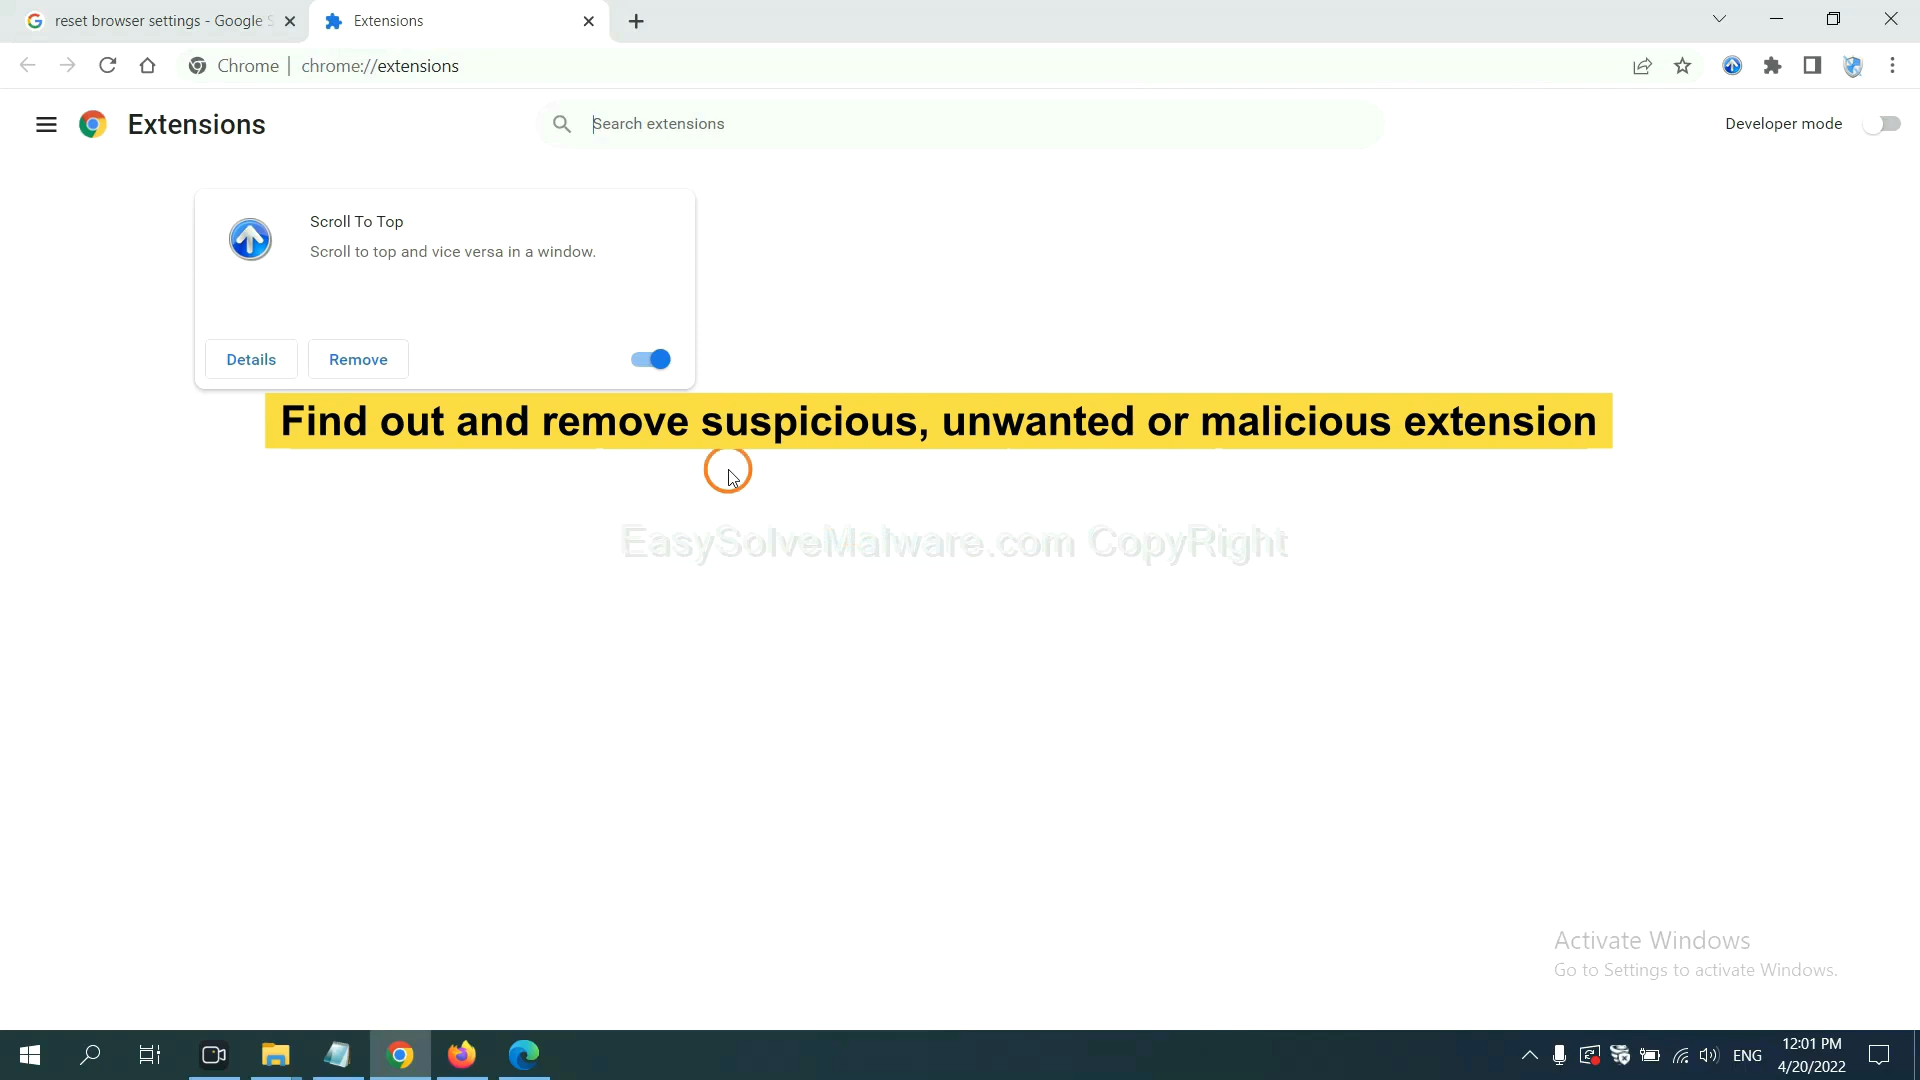 reset browser settings - Google S
Extensions
Chrome | chrome://extensions
Extensions
Search extensions
Developer mode
Scroll To Top
Scroll to top and vice versa in a window.
Details
Remove
Find out and remove suspicious, unwanted or malicious extension
EasySolveMalware.com CopyRight
Activate Windows
Go to Settings to activate Windows.
ENG
12:01 PM
4/20/2022